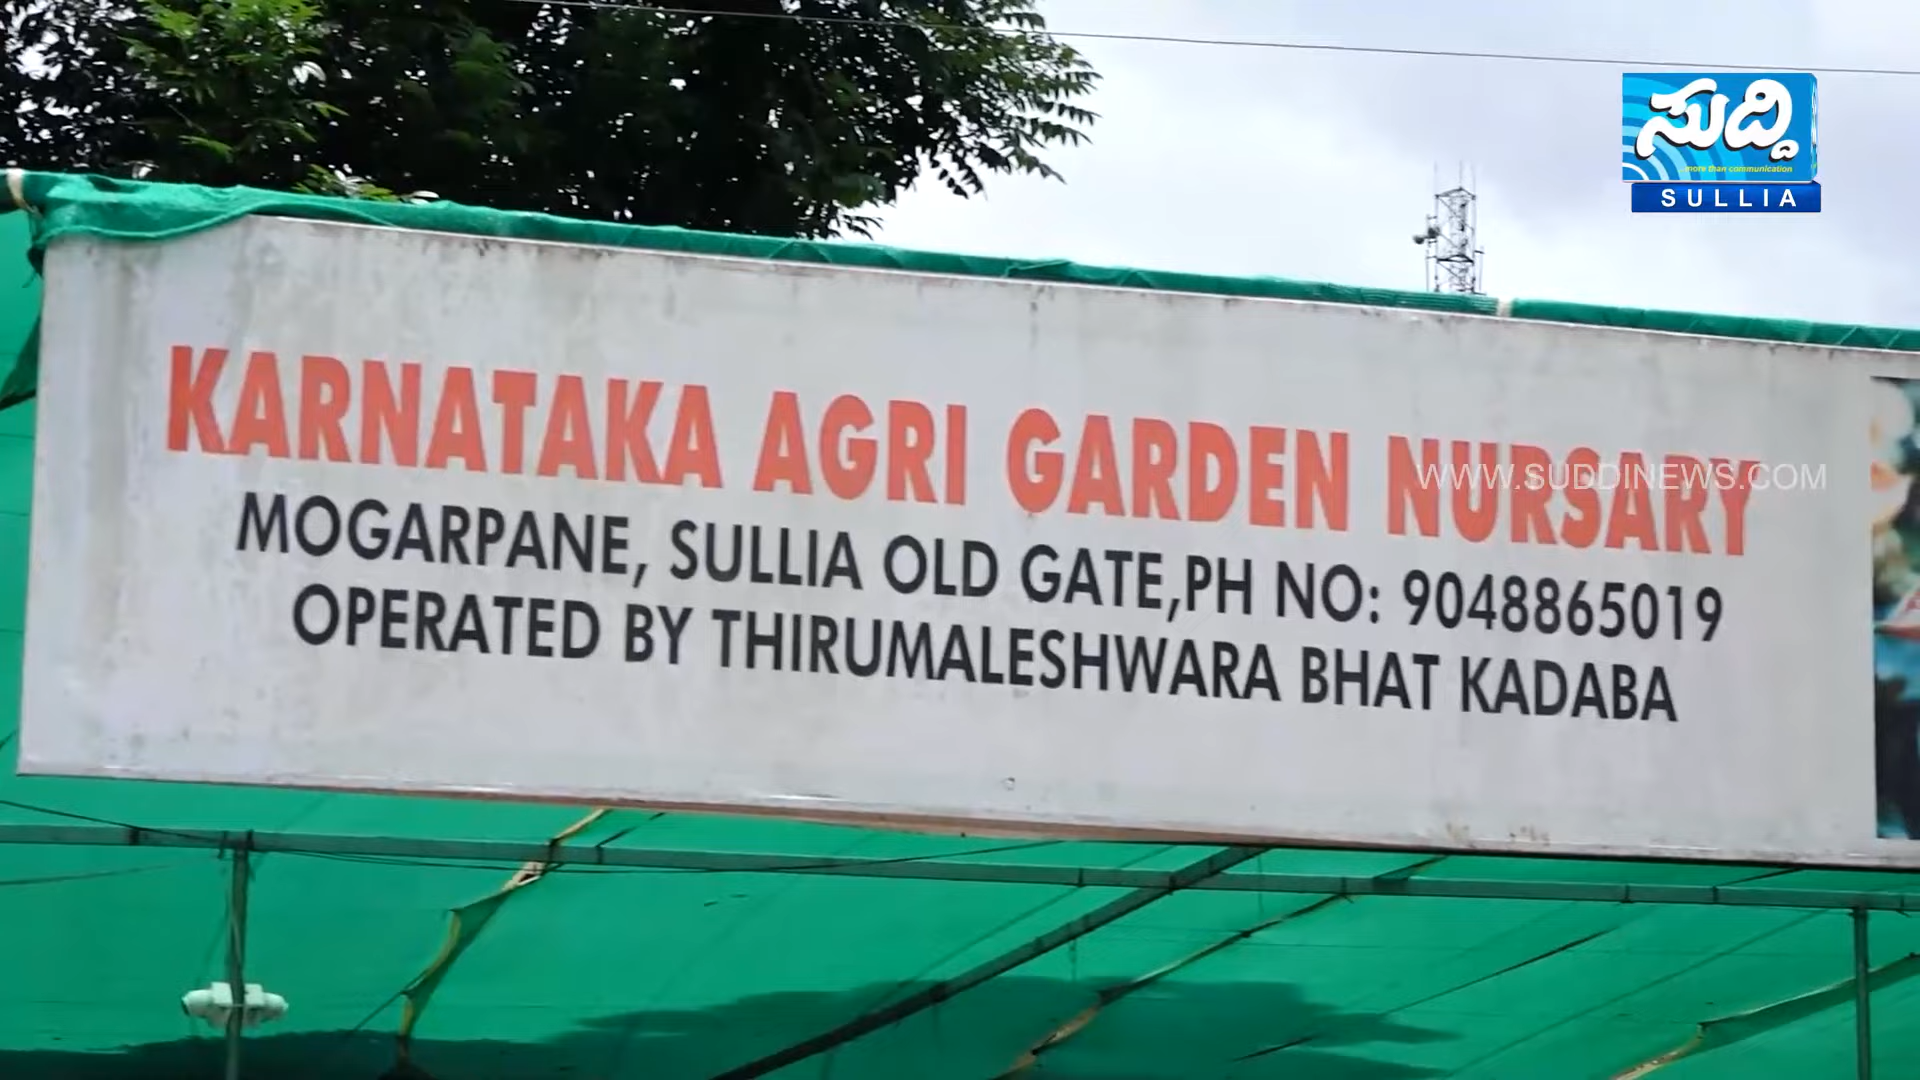 ಸುದ್ದಿ
...more than communication
SULLIA
KARNATAKA AGRI GARDEN NURSARY
WWW.SUDDINEWS.COM
MOGARPANE, SULLIA OLD GATE,PH NO: 9048865019
OPERATED BY THIRUMALESHWARA BHAT KADABA